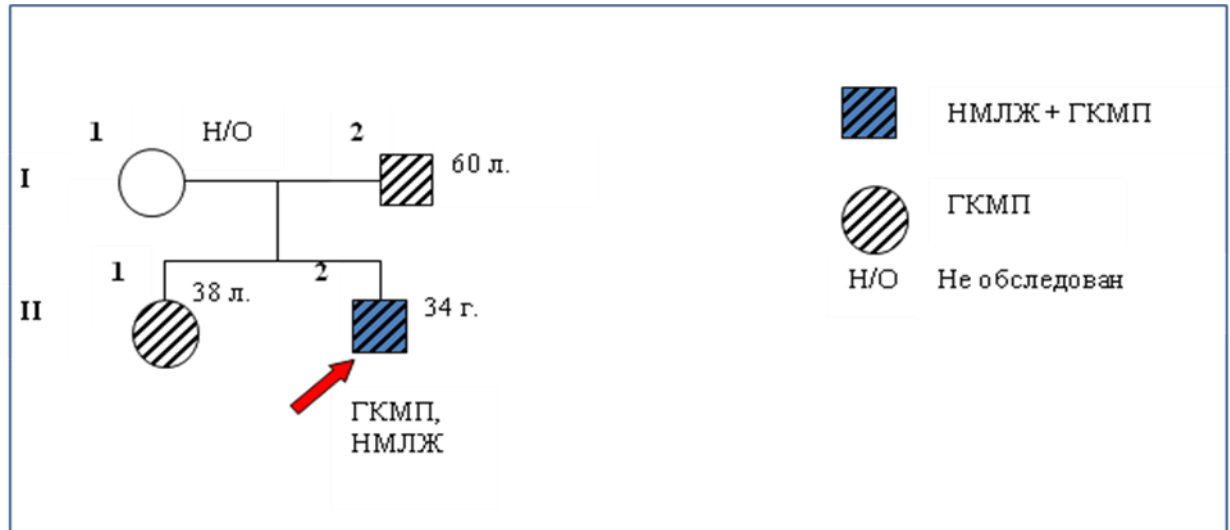 1 Н/О 2
I 60 л.
1 38 л. 2
II 34 г.
ГКМП,
НМЛЖ
НМЛЖ + ГКМП
ГКМП
Н/О Не обследован